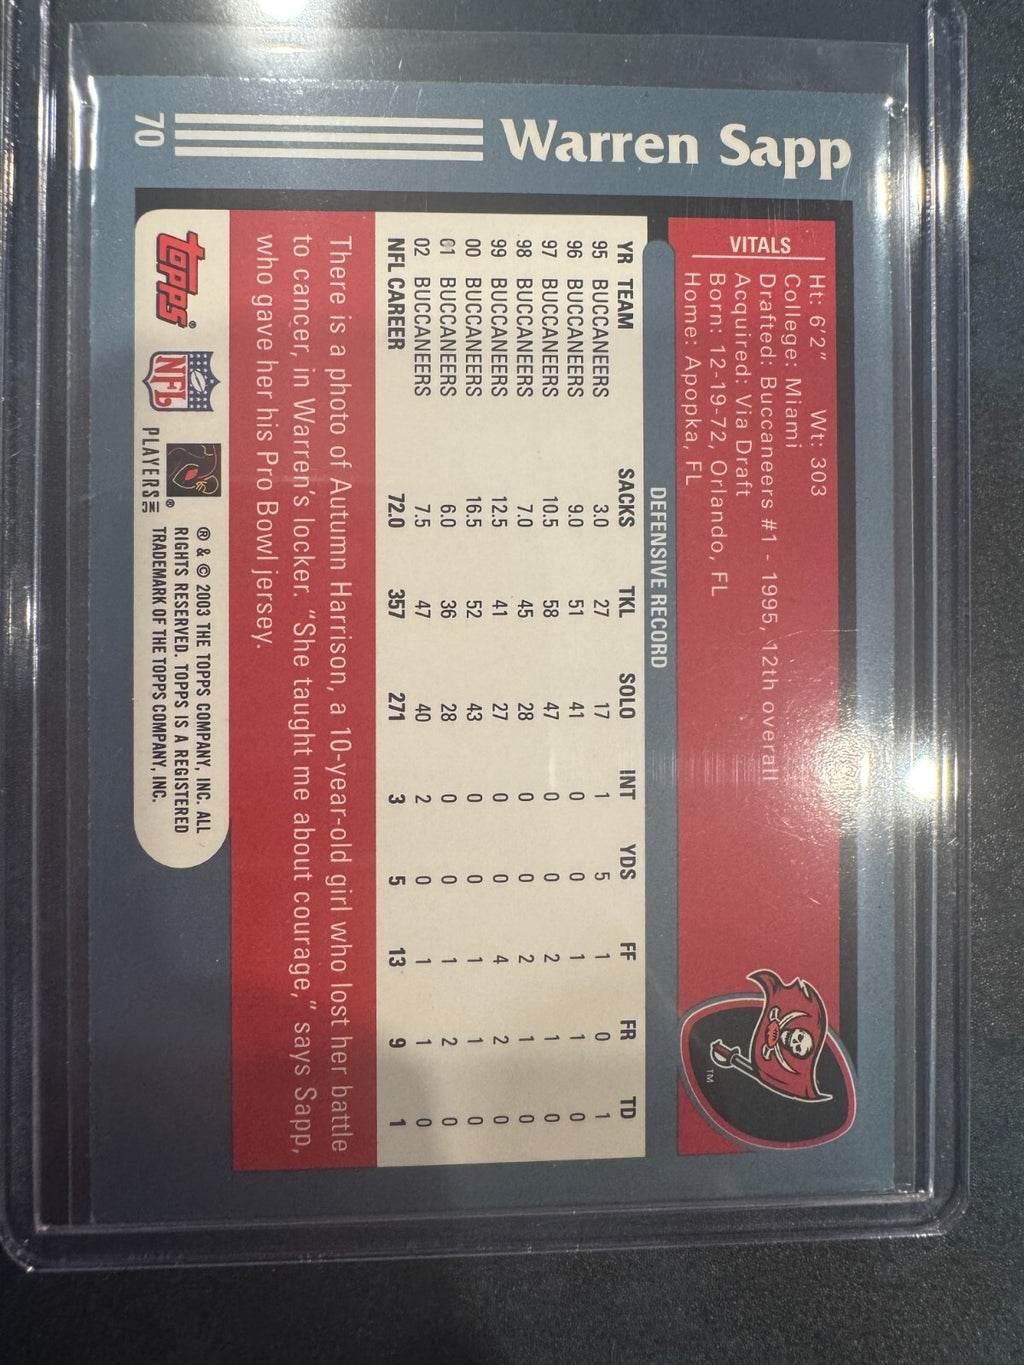 70 Warren Sapp
VITALS
Ht: 6'2" Wt: 303
College: Miami
Drafted: Buccaneers #1 - 1995, 12th overall
Acquired: Via Draft
Born: 12-19-72, Orlando, FL
Home: Apopka, FL
TM
DEFENSIVE RECORD
YR TEAM SACKS TKL SOLO INT YDS FF FR TD
95 BUCCANEERS 3.0 27 17 1 5 1 0 1
96 BUCCANEERS 9.0 51 41 0 0 1 1 0
97 BUCCANEERS 10.5 58 47 0 0 2 1 0
98 BUCCANEERS 7.0 45 28 0 0 2 1 0
99 BUCCANEERS 12.5 41 27 0 0 4 2 0
00 BUCCANEERS 16.5 52 43 0 0 1 1 0
01 BUCCANEERS 6.0 36 28 0 0 1 2 0
02 BUCCANEERS 7.5 47 40 2 0 1 1 0
NFL CAREER 72.0 357 271 3 5 13 9 1
There is a photo of Autumn Harrison, a 10-year-old girl who lost her battle
to cancer, in Warren's locker. "She taught me about courage," says Sapp,
who gave her his Pro Bowl jersey.
topps®
NFL
PLAYERS INC ®
® & © 2003 THE TOPPS COMPANY, INC. ALL
RIGHTS RESERVED. TOPPS IS A REGISTERED
TRADEMARK OF THE TOPPS COMPANY, INC.